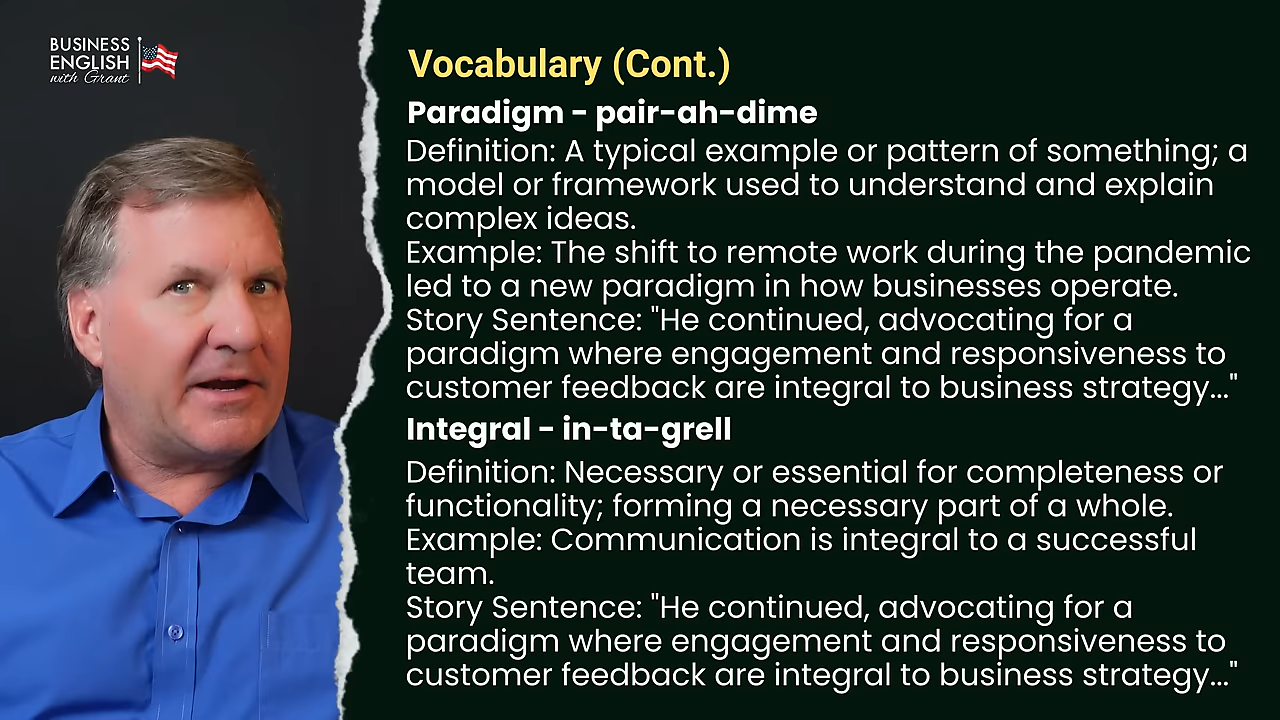 BUSINESS
ENGLISH
with Grant
Vocabulary (Cont.)
Paradigm - pair-ah-dime
Definition: A typical example or pattern of something; a
model or framework used to understand and explain
complex ideas.
Example: The shift to remote work during the pandemic
led to a new paradigm in how businesses operate.
Story Sentence: "He continued, advocating for a
paradigm where engagement and responsiveness to
customer feedback are integral to business strategy..."
Integral - in-ta-grell
Definition: Necessary or essential for completeness or
functionality; forming a necessary part of a whole.
Example: Communication is integral to a successful
team.
Story Sentence: "He continued, advocating for a
paradigm where engagement and responsiveness to
customer feedback are integral to business strategy..."